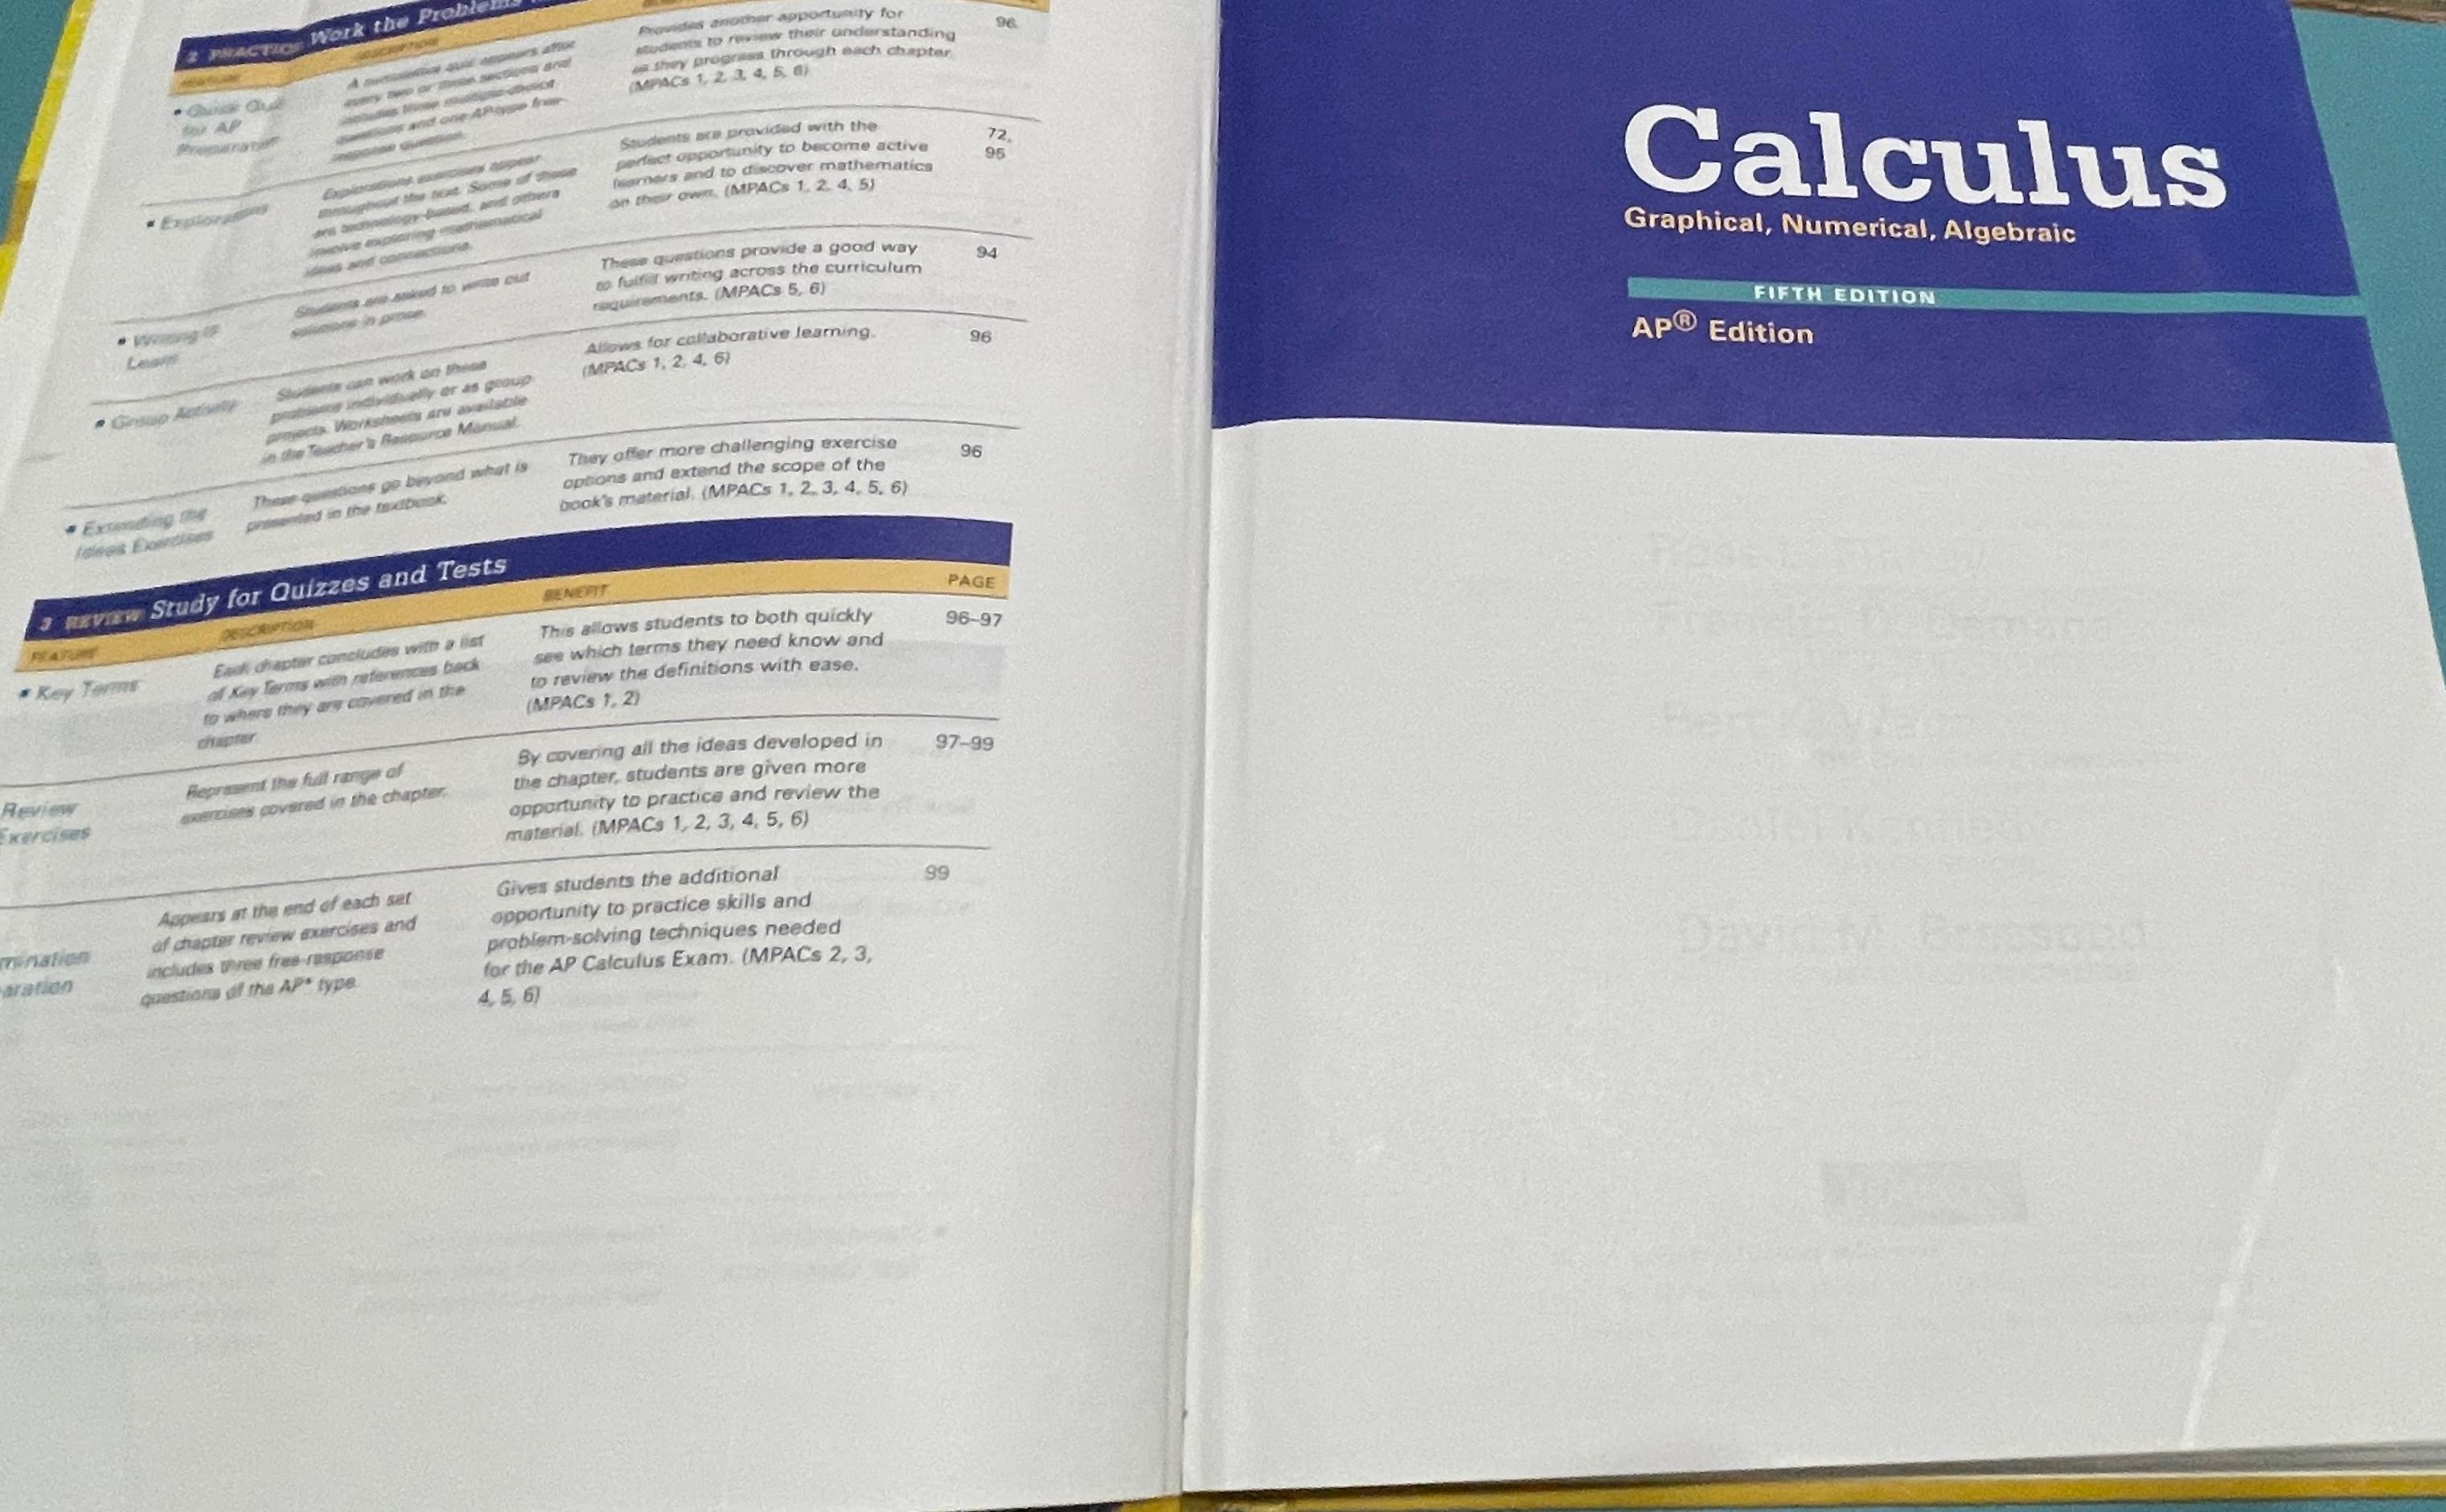 2 PRACTICE Work the Problems
FEATURE
DESCRIPTION
• Quick Quiz
for AP
Preparation
A cumulative quiz appears after
every two or three sections and
includes three multiple-choice
questions and one AP-type free-
response question.
Provides another opportunity for
students to review their understanding
as they progress through each chapter.
(MPACs 1, 2, 3, 4, 5, 6)
96
• Explorations
Explorations exercises appear
throughout the text. Some of these
are technology-based, and others
involve exploring mathematical
ideas and connections.
Students are provided with the
perfect opportunity to become active
learners and to discover mathematics
on their own. (MPACs 1, 2, 4, 5)
72,
95
• Writing to
Learn
Students are asked to write out
solutions in prose.
These questions provide a good way
to fulfill writing across the curriculum
requirements. (MPACs 5, 6)
94
• Group Activity
Students can work on these
problems individually or as group
projects. Worksheets are available
in the Teacher's Resource Manual.
Allows for collaborative learning.
(MPACs 1, 2, 4, 6)
96
• Extending the
Ideas Exercises
These questions go beyond what is
presented in the textbook.
They offer more challenging exercise
options and extend the scope of the
book's material. (MPACs 1, 2, 3, 4, 5, 6)
96
3 REVIEW Study for Quizzes and Tests
FEATURE
DESCRIPTION
BENEFIT
PAGE
• Key Terms
Each chapter concludes with a list
of Key Terms with references back
to where they are covered in the
chapter.
This allows students to both quickly
see which terms they need know and
to review the definitions with ease.
(MPACs 1, 2)
96–97
Review
Exercises
Represent the full range of
exercises covered in the chapter.
By covering all the ideas developed in
the chapter, students are given more
opportunity to practice and review the
material. (MPACs 1, 2, 3, 4, 5, 6)
97–99
mination
aration
Appears at the end of each set
of chapter review exercises and
includes three free-response
questions of the AP* type.
Gives students the additional
opportunity to practice skills and
problem-solving techniques needed
for the AP Calculus Exam. (MPACs 2, 3,
4, 5, 6)
99
Calculus
Graphical, Numerical, Algebraic
FIFTH EDITION
AP® Edition